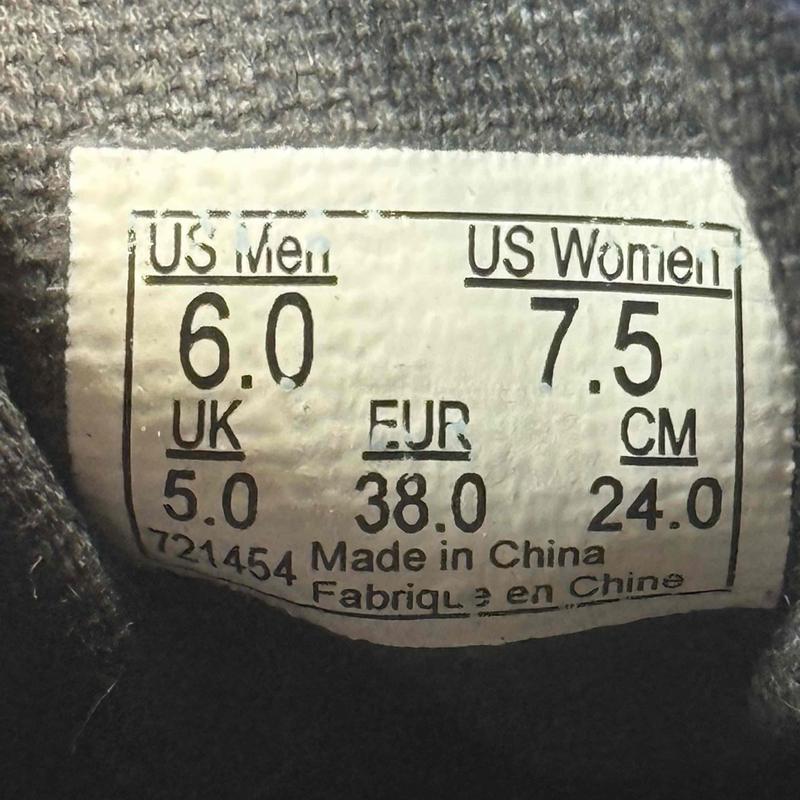 US Men US Women
6.0 7.5
UK EUR CM
5.0 38.0 24.0
721454 Made in China
Fabrique en Chine